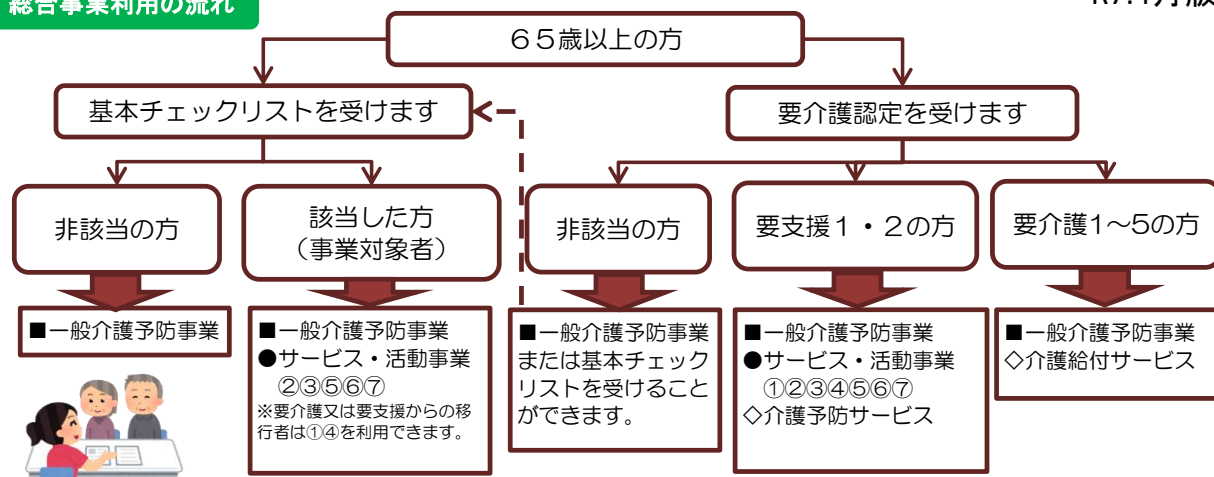 総合事業利用の流れ
６５歳以上の方
基本チェックリストを受けます
要介護認定を受けます
非該当の方
該当した方
（事業対象者）
非該当の方
要支援１・２の方
要介護1～5の方
■一般介護予防事業
■一般介護予防事業
●サービス・活動事業
②③⑤⑥⑦
※要介護又は要支援からの移
行者は①④を利用できます。
■一般介護予防事業
または基本チェック
リストを受けること
ができます。
■一般介護予防事業
●サービス・活動事業
①②③④⑤⑥⑦
◇介護予防サービス
■一般介護予防事業
◇介護給付サービス